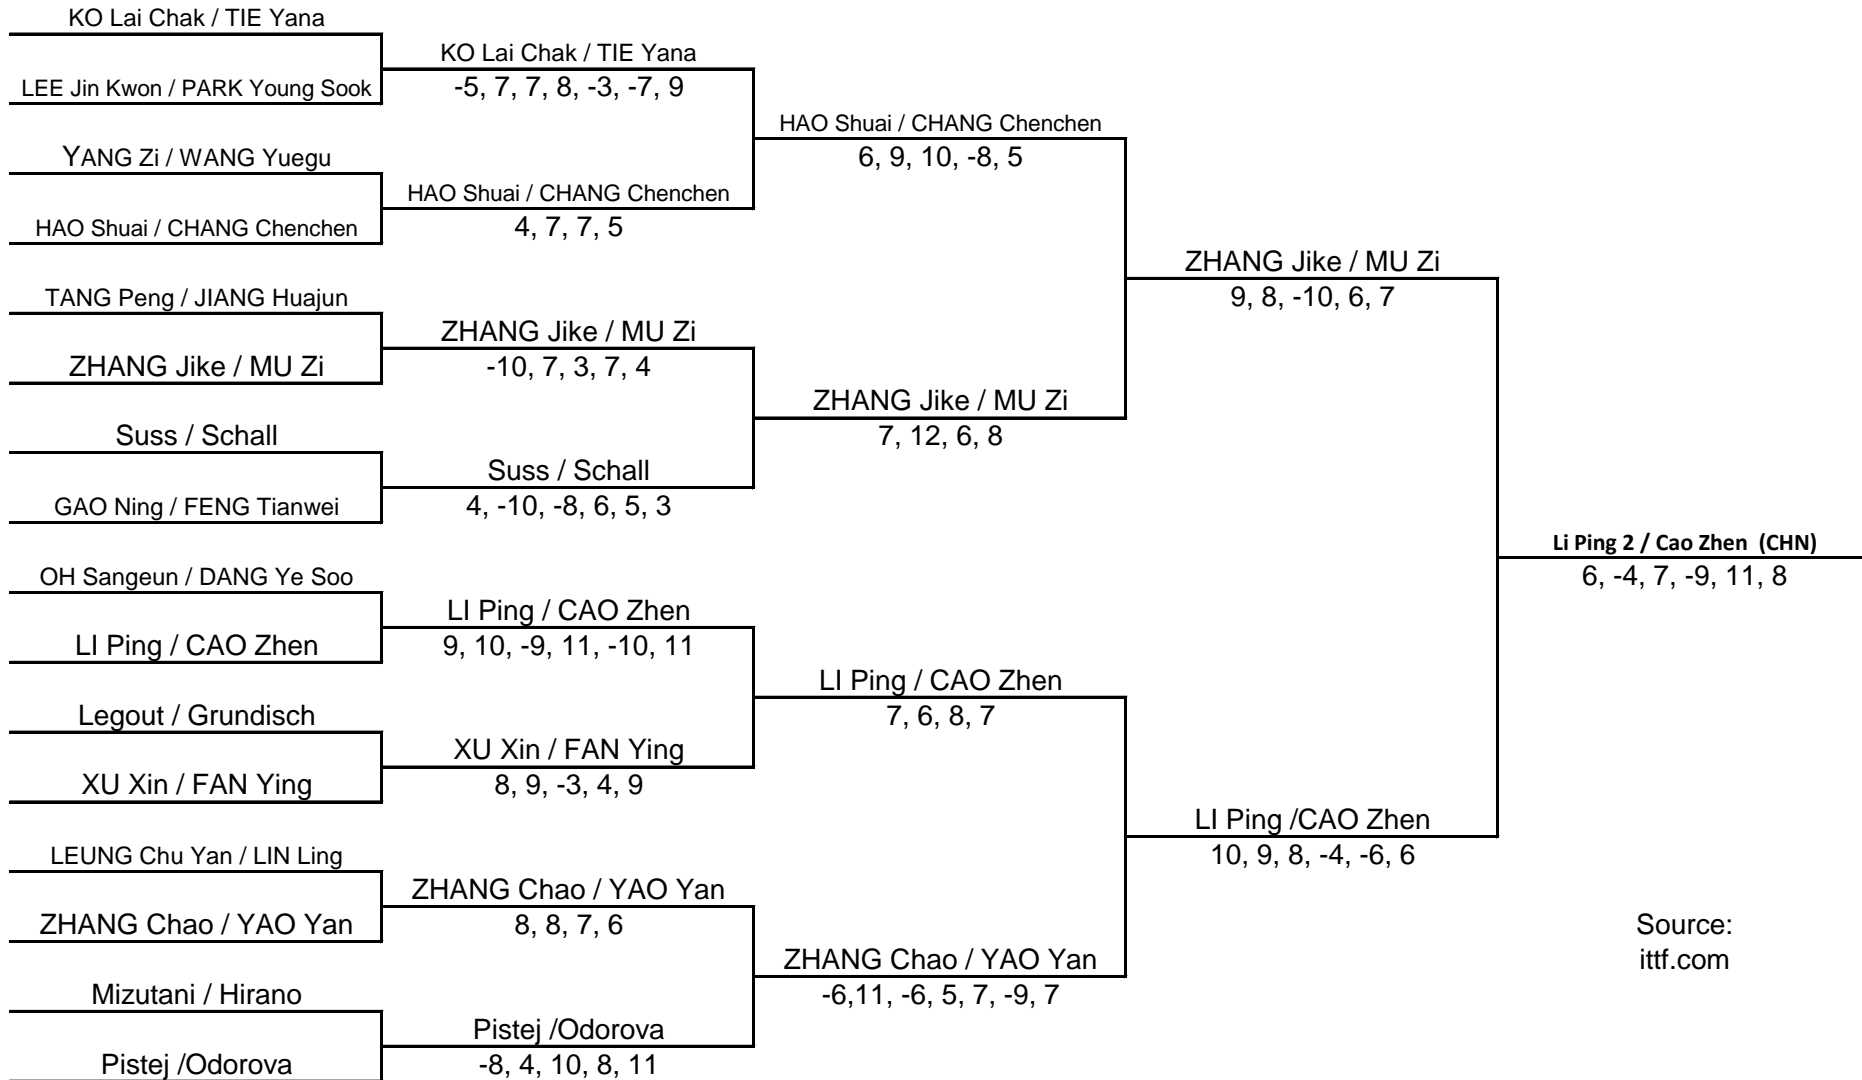 KO Lai Chak / TIE Yana
LEE Jin Kwon / PARK Young Sook
YANG Zi / WANG Yuegu
HAO Shuai / CHANG Chenchen
TANG Peng / JIANG Huajun
ZHANG Jike / MU Zi
Suss / Schall
GAO Ning / FENG Tianwei
OH Sangeun / DANG Ye Soo
LI Ping / CAO Zhen
Legout / Grundisch
XU Xin / FAN Ying
LEUNG Chu Yan / LIN Ling
ZHANG Chao / YAO Yan
Mizutani / Hirano
Pistej /Odorova
KO Lai Chak / TIE Yana
-5, 7, 7, 8, -3, -7, 9
HAO Shuai / CHANG Chenchen
4, 7, 7, 5
ZHANG Jike / MU Zi
-10, 7, 3, 7, 4
Suss / Schall
4, -10, -8, 6, 5, 3
LI Ping / CAO Zhen
9, 10, -9, 11, -10, 11
XU Xin / FAN Ying
8, 9, -3, 4, 9
ZHANG Chao / YAO Yan
8, 8, 7, 6
Pistej /Odorova
-8, 4, 10, 8, 11
HAO Shuai / CHANG Chenchen
6, 9, 10, -8, 5
ZHANG Jike / MU Zi
7, 12, 6, 8
LI Ping / CAO Zhen
7, 6, 8, 7
ZHANG Chao / YAO Yan
-6,11, -6, 5, 7, -9, 7
ZHANG Jike / MU Zi
9, 8, -10, 6, 7
LI Ping /CAO Zhen
10, 9, 8, -4, -6, 6
Li Ping 2 / Cao Zhen (CHN)
6, -4, 7, -9, 11, 8
Source:
ittf.com